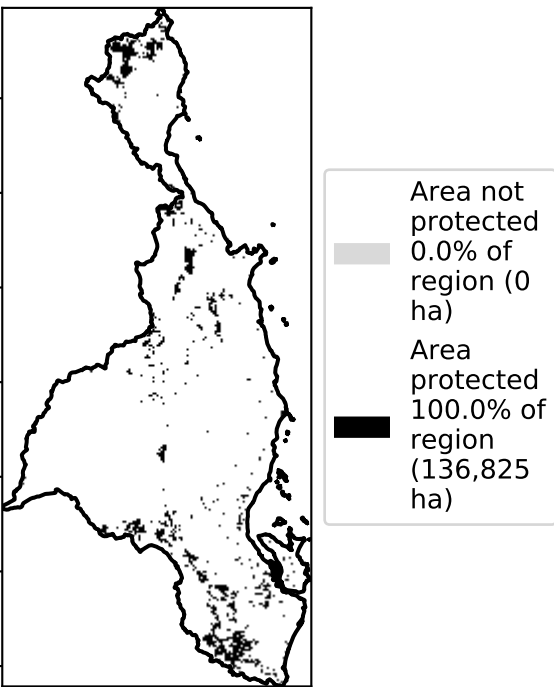 Area not
protected
0.0% of
region (0
ha)
Area
protected
100.0% of
region
(136,825
ha)